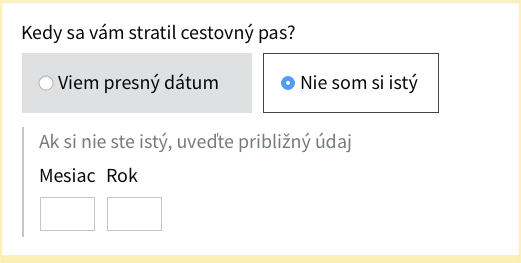 Kedy sa vám stratil cestovný pas?
Viem presný dátum
Nie som si istý
Ak si nie ste istý, uveďte približný údaj
Mesiac Rok